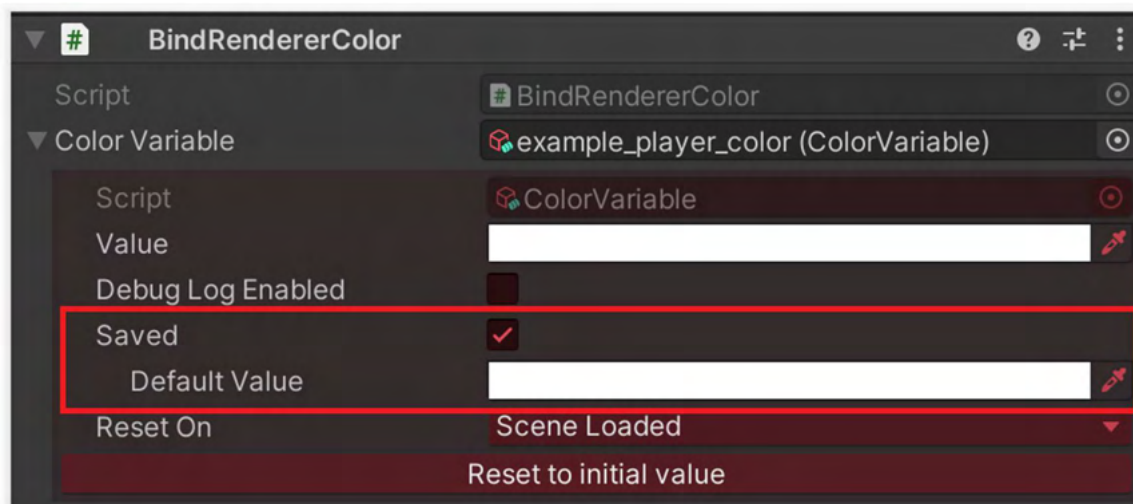 BindRendererColor
Script BindRendererColor
Color Variable example_player_color (ColorVariable)
Script ColorVariable
Value
Debug Log Enabled
Saved
Default Value
Reset On Scene Loaded
Reset to initial value